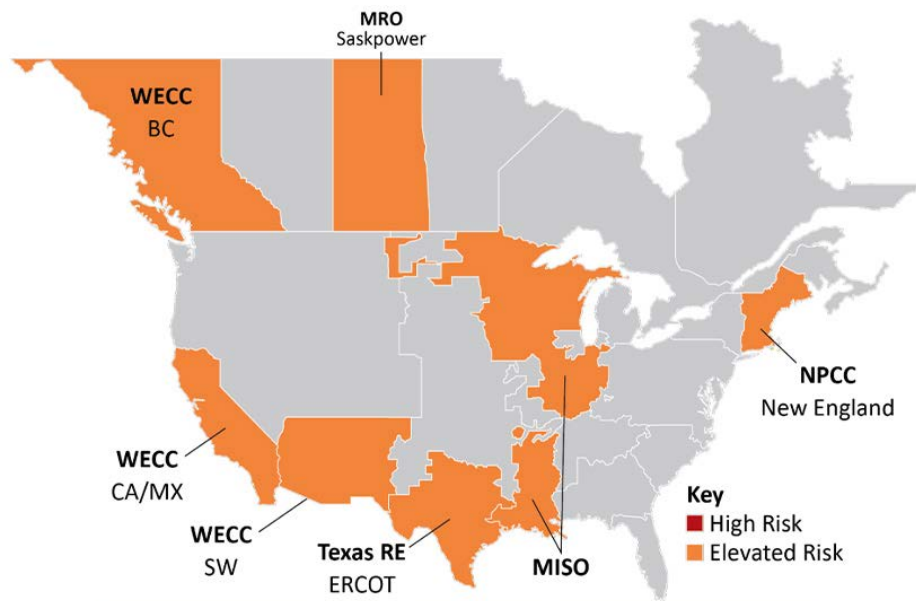 MRO
Saskpower
WECC
BC
NPCC
New England
WECC
CA/MX
WECC
SW
Texas RE
ERCOT
MISO
Key
High Risk
Elevated Risk